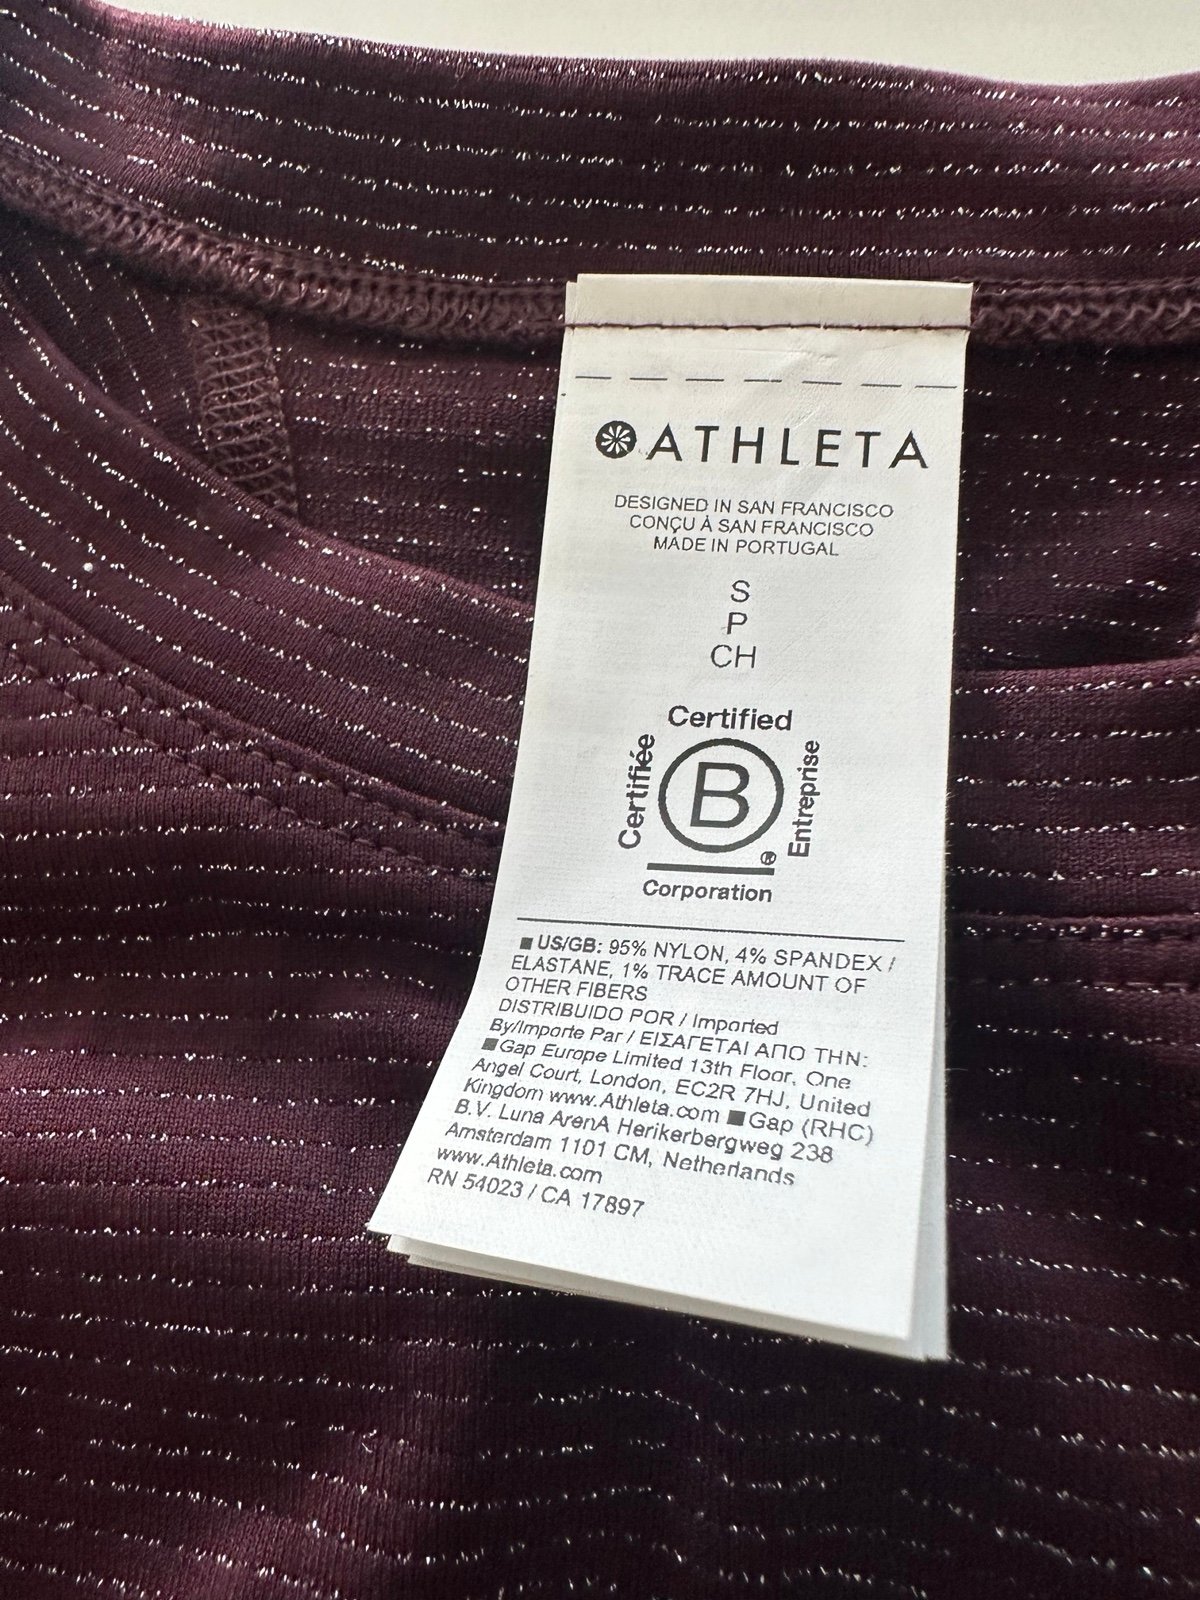 ATHLETA
DESIGNED IN SAN FRANCISCO
CONÇU À SAN FRANCISCO
MADE IN PORTUGAL
S
P
CH
Certified
Certifiée
B
Entreprise
®
Corporation
■ US/GB: 95% NYLON, 4% SPANDEX /
ELASTANE, 1% TRACE AMOUNT OF
OTHER FIBERS
DISTRIBUIDO POR / Imported
By/Importe Par / ΕΙΣΑΓΕΤΑΙ ΑΠΟ ΤΗΝ:
■ Gap Europe Limited 13th Floor, One
Angel Court, London, EC2R 7HJ, United
Kingdom www.Athleta.com ■ Gap (RHC)
B.V. Luna ArenA Herikerbergweg 238
Amsterdam 1101 CM, Netherlands
www.Athleta.com
RN 54023 / CA 17897